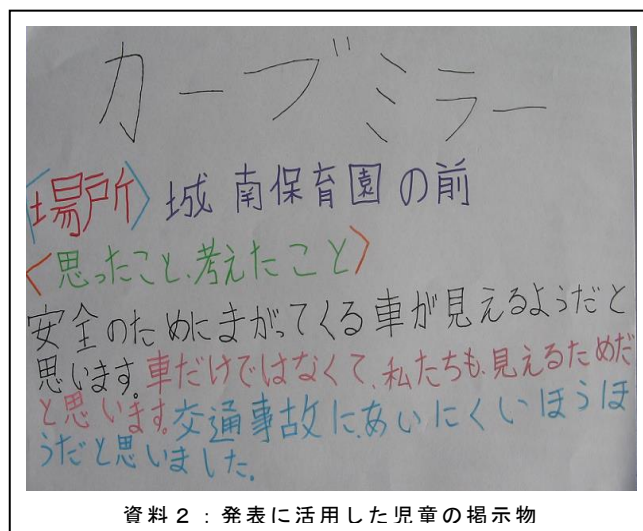 カーブミラー
〈場所〉 城南保育園の前
〈思ったこと、考えたこと〉
安全のためにまがってくる車が見えるようだと
思います。車だけではなくて、私たちも、見えるためだ
と思います。交通事故に、あいにくいほうほ
うだと思いました。
資料２：発表に活用した児童の掲示物